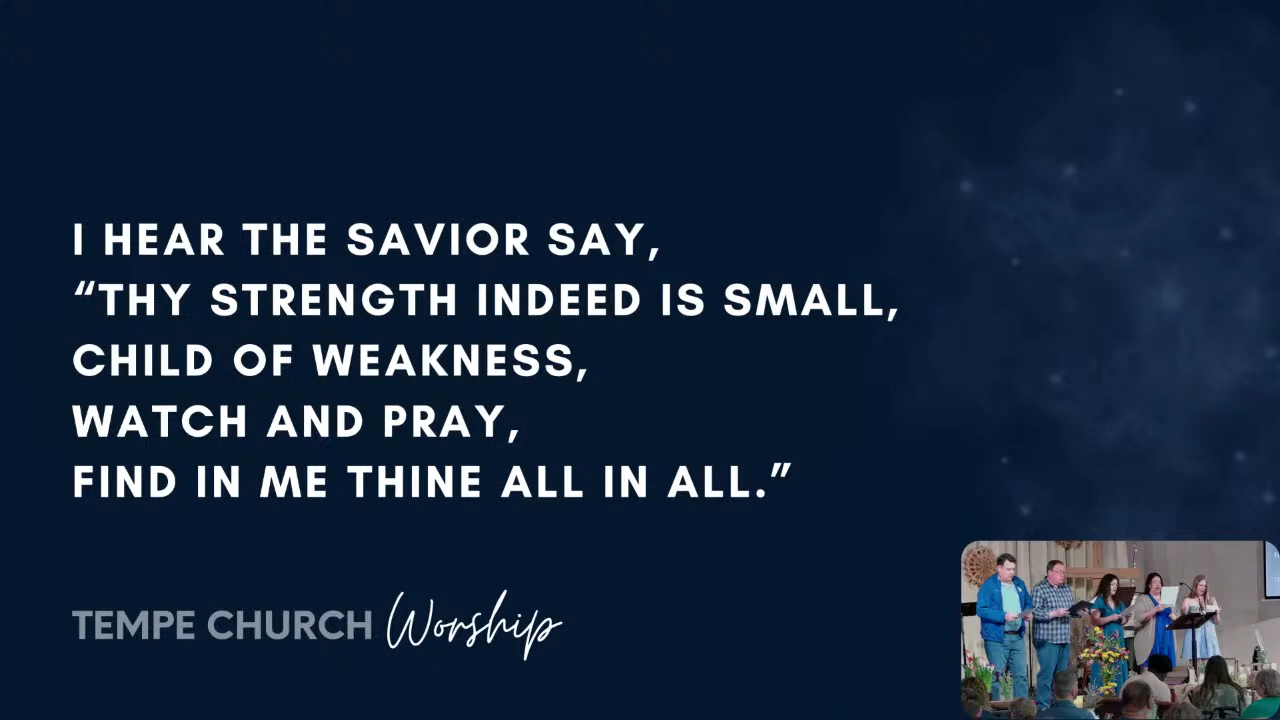 I HEAR THE SAVIOR SAY,
“THY STRENGTH INDEED IS SMALL,
CHILD OF WEAKNESS,
WATCH AND PRAY,
FIND IN ME THINE ALL IN ALL.”
TEMPE CHURCH Worship